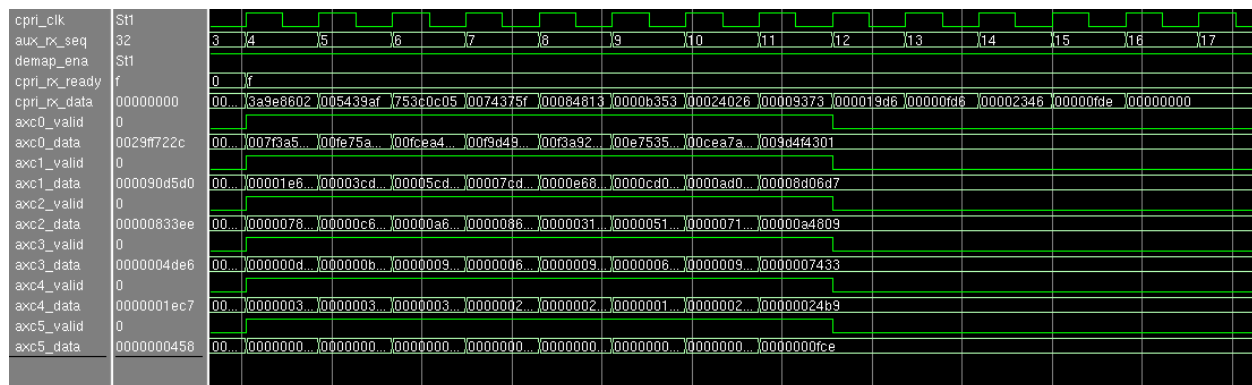 cpri_clk St1
aux_rx_seq 32 3 4 5 6 7 8 9 10 11 12 13 14 15 16 17
demap_ena St1
cpri_rx_ready f 0 f
cpri_rx_data 00000000 00... 3a9e8602 005439af 753c0c05 0074375f 00084813 0000b353 00024026 00009373 000019d6 00000fd6 00002346 00000fde 00000000
axc0_valid 0
axc0_data 0029ff722c 00... 007f3a5... 00fe75a... 00fcea4... 00f9d49... 00f3a92... 00e7535... 00cea7a... 009d4f4301
axc1_valid 0
axc1_data 000090d5d0 00... 00001e6... 00003cd... 00005cd... 00007cd... 0000e68... 0000cd0... 0000ad0... 00008d06d7
axc2_valid 0
axc2_data 00000833ee 00... 0000078... 00000c6... 00000a6... 0000086... 0000031... 0000051... 0000071... 00000a4809
axc3_valid 0
axc3_data 0000004de6 00... 000000d... 000000b... 0000009... 0000006... 0000009... 0000006... 0000009... 0000007433
axc4_valid 0
axc4_data 0000001ec7 00... 0000003... 0000003... 0000003... 0000002... 0000002... 0000001... 0000002... 00000024b9
axc5_valid 0
axc5_data 0000000458 00... 0000000... 0000000... 0000000... 0000000... 0000000... 0000000... 0000000... 0000000fce